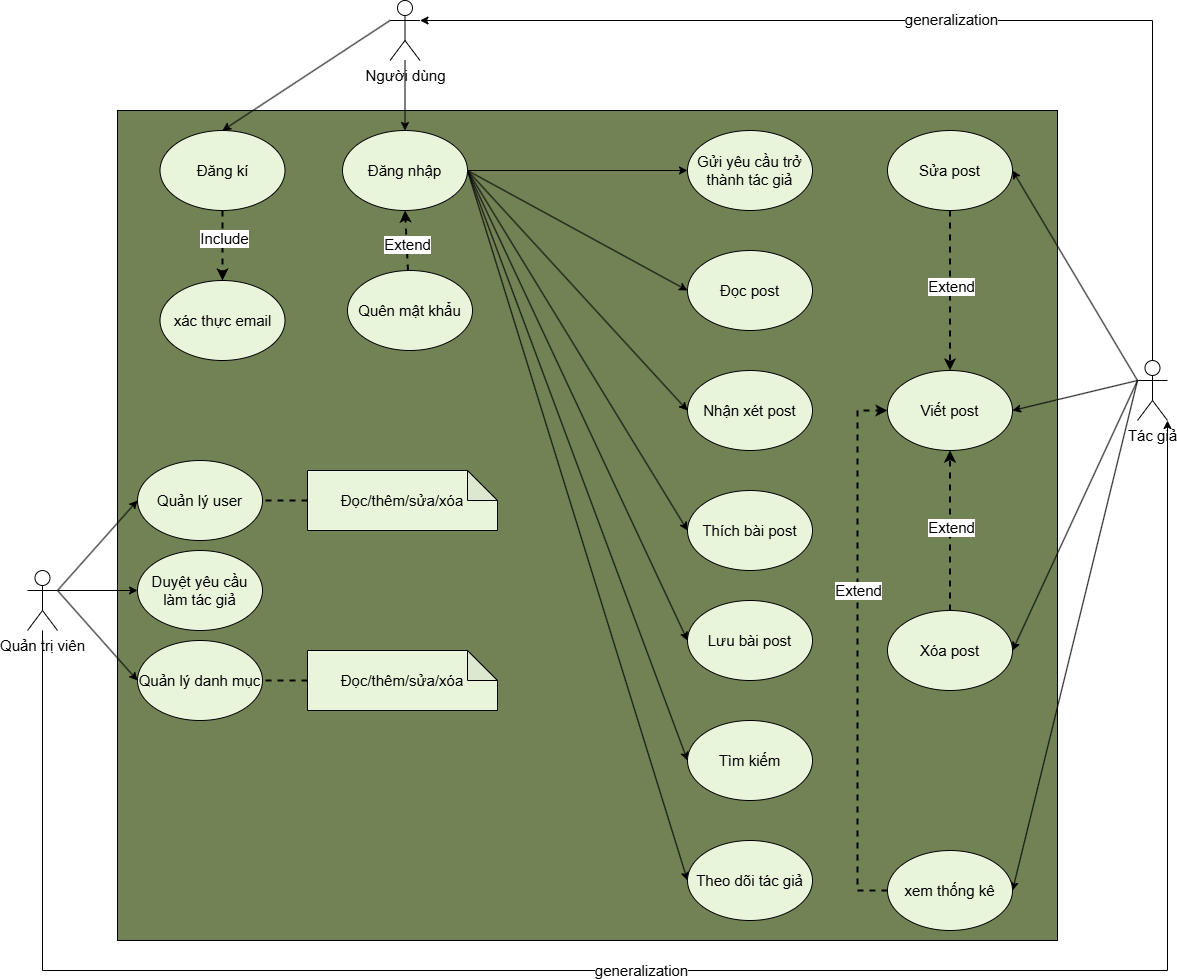 generalization
Người dùng
Đăng kí
Đăng nhập
Gửi yêu cầu trở
thành tác giả
Sửa post
Include
Extend
Extend
xác thực email
Quên mật khẩu
Đọc post
Nhận xét post
Viết post
Tác giả
Quản lý user
Đọc/thêm/sửa/xóa
Thích bài post
Extend
Duyệt yêu cầu
làm tác giả
Extend
Quản trị viên
Lưu bài post
Xóa post
Quản lý danh mục
Đọc/thêm/sửa/xóa
Tìm kiếm
Theo dõi tác giả
xem thống kê
generalization